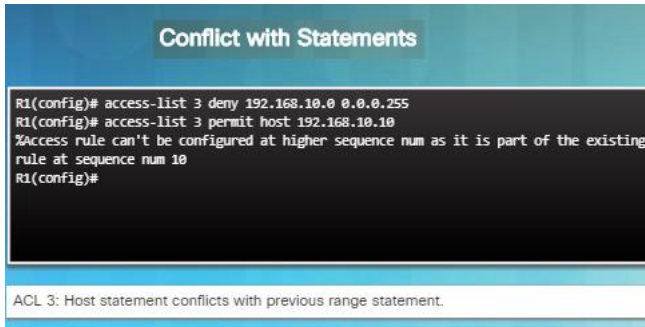 Conflict with Statements
R1(config)# access-list 3 deny 192.168.10.0 0.0.0.255
R1(config)# access-list 3 permit host 192.168.10.10
%Access rule can't be configured at higher sequence num as it is part of the existing
rule at sequence num 10
R1(config)#
ACL 3: Host statement conflicts with previous range statement.